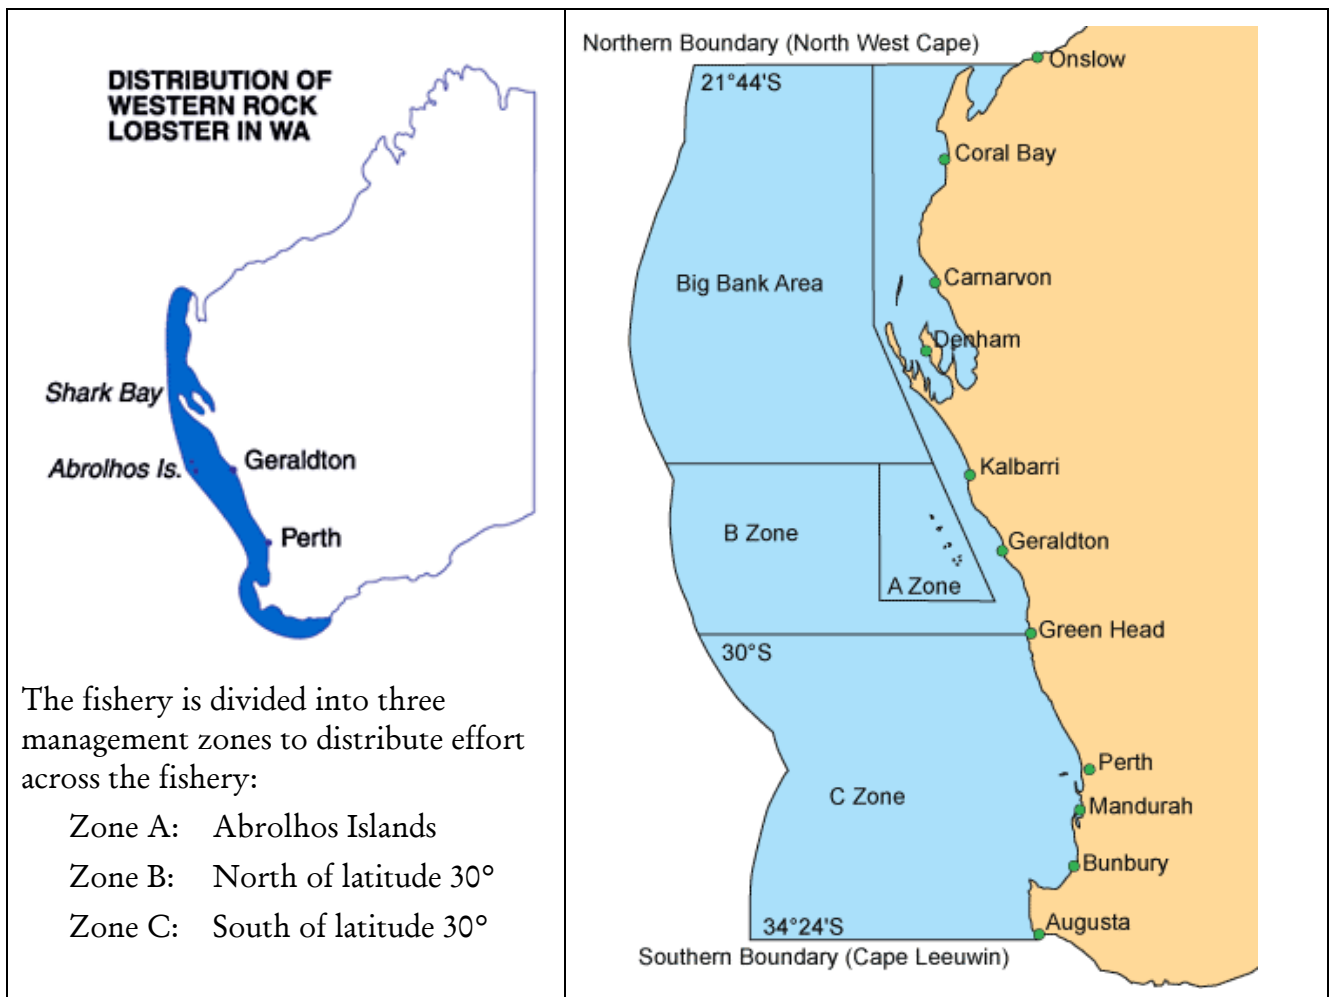 DISTRIBUTION OF
WESTERN ROCK
LOBSTER IN WA
Shark Bay
Abrolhos Is.
Geraldton
Perth
The fishery is divided into three
management zones to distribute effort
across the fishery:
Zone A: Abrolhos Islands
Zone B: North of latitude 30°
Zone C: South of latitude 30°
Northern Boundary (North West Cape)
Onslow
21°44'S
Coral Bay
Big Bank Area
Carnarvon
Denham
Kalbarri
B Zone
Geraldton
A Zone
Green Head
30°S
Perth
C Zone
Mandurah
Bunbury
Augusta
34°24'S
Southern Boundary (Cape Leeuwin)